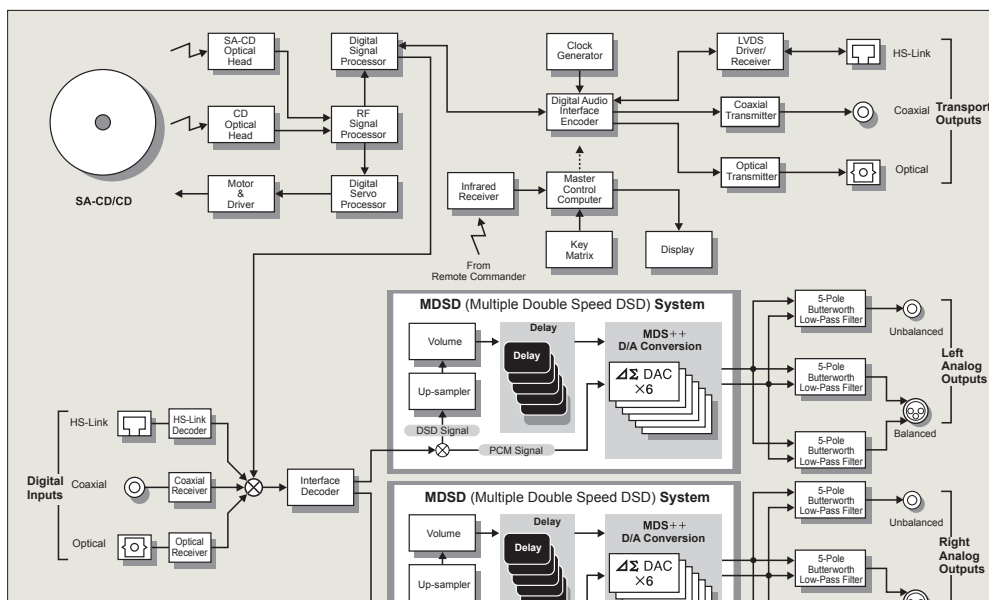 SA-CD
Optical
Head
Digital
Signal
Processor
Clock
Generator
LVDS
Driver/
Receiver
HS-Link
CD
Optical
Head
RF
Signal
Processor
Digital Audio
Interface
Encoder
Coaxial
Transmitter
Coaxial
Transport
Outputs
Optical
Transmitter
Optical
SA-CD/CD
Motor
&
Driver
Digital
Servo
Processor
Infrared
Receiver
Master
Control
Computer
Key
Matrix
Display
From
Remote Commander
MDSD (Multiple Double Speed DSD) System
Volume
Delay
Delay
MDS++
D/A Conversion
Up-sampler
ΔΣ DAC
×6
DSD Signal
PCM Signal
5-Pole
Butterworth
Low-Pass Filter
Unbalanced
5-Pole
Butterworth
Low-Pass Filter
Left
Analog
Outputs
Balanced
5-Pole
Butterworth
Low-Pass Filter
HS-Link
HS-Link
Decoder
Digital
Inputs
Coaxial
Coaxial
Receiver
Interface
Decoder
Optical
Optical
Receiver
MDSD (Multiple Double Speed DSD) System
Volume
Delay
Delay
MDS++
D/A Conversion
Up-sampler
ΔΣ DAC
×6
5-Pole
Butterworth
Low-Pass Filter
Unbalanced
5-Pole
Butterworth
Low-Pass Filter
Right
Analog
Outputs